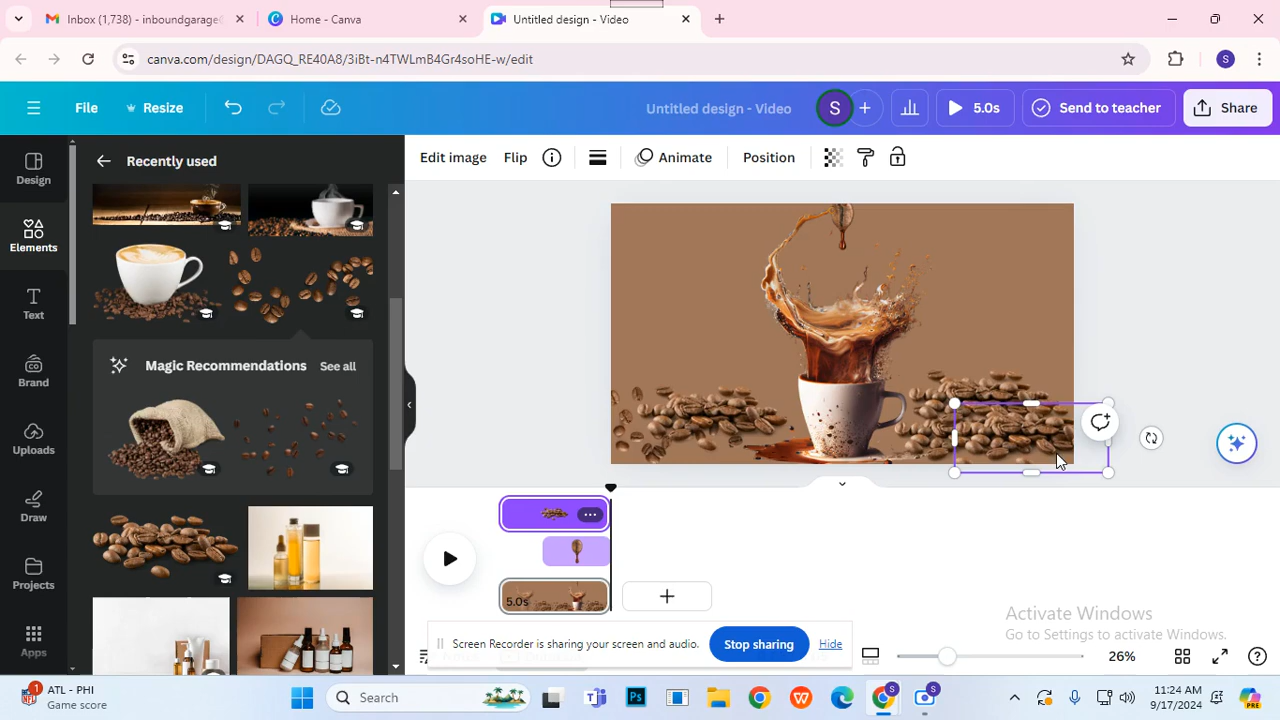 Inbox (1,738) - inboundgarage@
Home - Canva
Untitled design - Video
canva.com/design/DAGQ_RE40A8/3iBt-n4TWLmB4Gr4soHE-w/edit
S
File
Resize
Untitled design - Video
S
5.0s
Send to teacher
Share
Design
Elements
Text
Brand
Uploads
Draw
Projects
Apps
Recently used
Magic Recommendations
See all
Edit image
Flip
Animate
Position
5.0s
Activate Windows
Go to Settings to activate Windows.
Screen Recorder is sharing your screen and audio.
Stop sharing
Hide
26%
1
ATL - PHI
Game score
Search
11:24 AM
9/17/2024